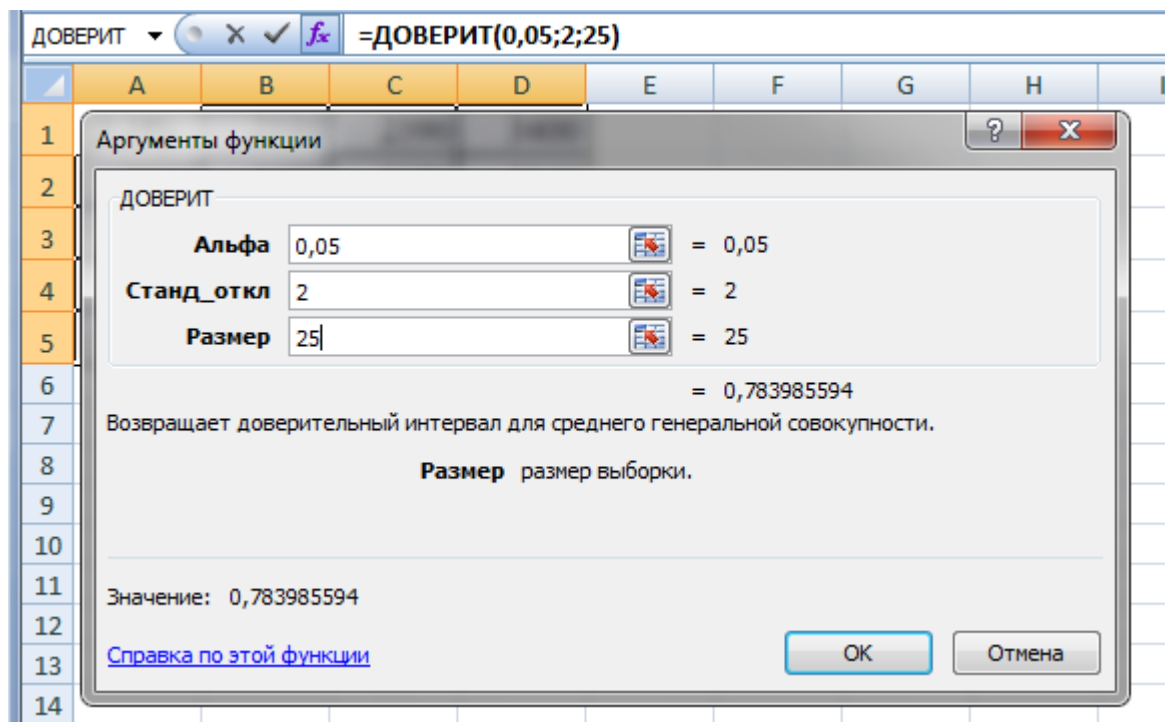 ДОВЕРИТ fx =ДОВЕРИТ(0,05;2;25)
A B C D E F G H
1 Аргументы функции ?
2 ДОВЕРИТ
3 Альфа 0,05 = 0,05
4 Станд_откл 2 = 2
5 Размер 25 = 25
6 = 0,783985594
7 Возвращает доверительный интервал для среднего генеральной совокупности.
8 Размер размер выборки.
9
10
11 Значение: 0,783985594
12
13 Справка по этой функции OK Отмена
14